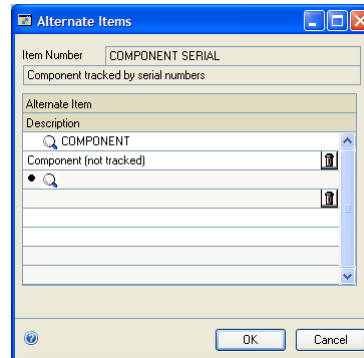 Alternate Items
Item Number COMPONENT SERIAL
Component tracked by serial numbers
Alternate Item
Description
COMPONENT
Component (not tracked)
OK Cancel